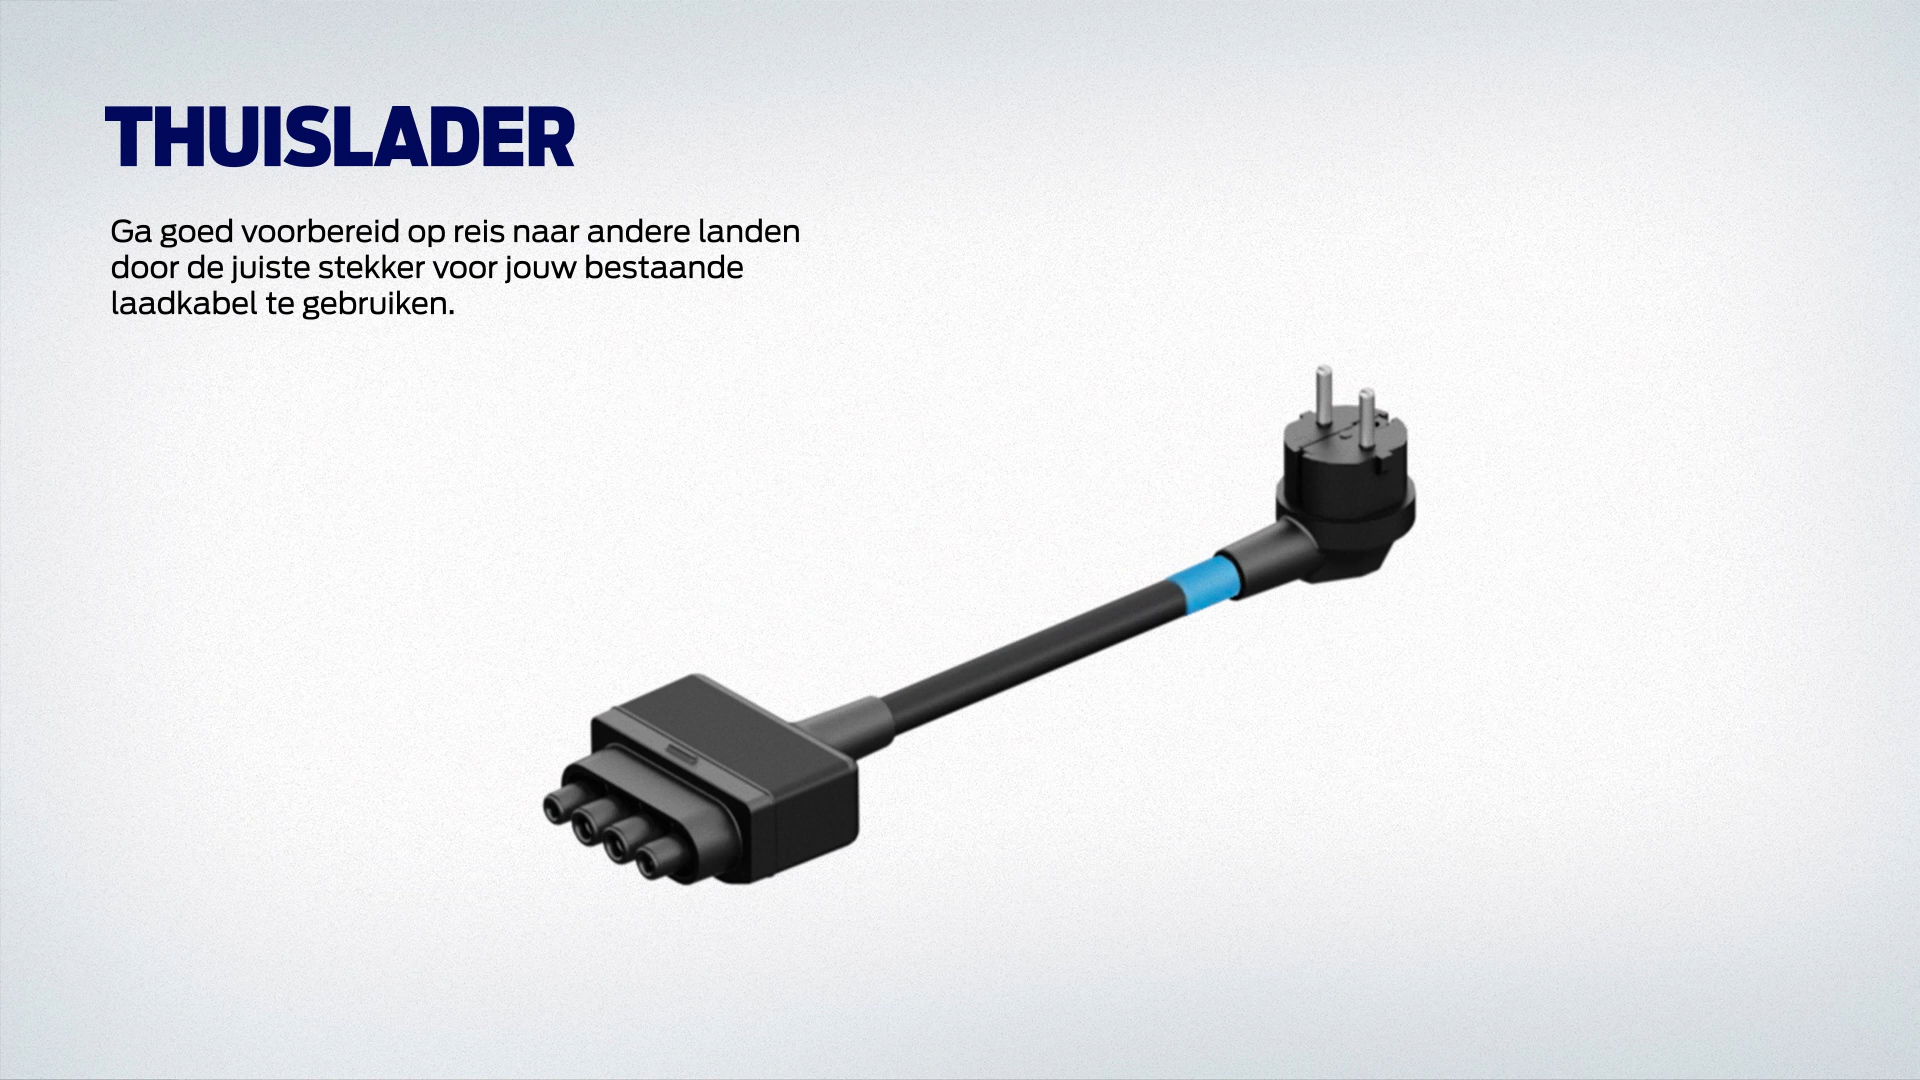 THUISLADER
Ga goed voorbereid op reis naar andere landen
door de juiste stekker voor jouw bestaande
laadkabel te gebruiken.